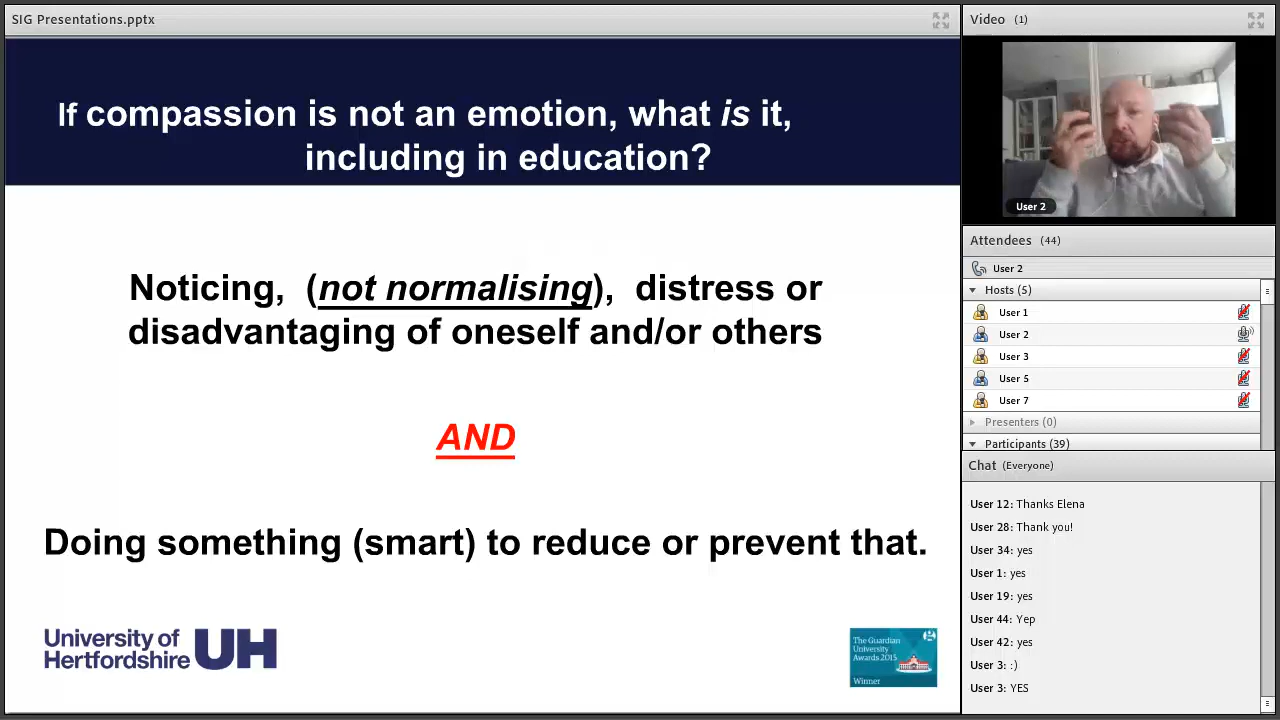 SIG Presentations.pptx
If compassion is not an emotion, what is it,
including in education?
Noticing, (not normalising), distress or
disadvantaging of oneself and/or others
AND
Doing something (smart) to reduce or prevent that.
University of
Hertfordshire UH
The Guardian
University
Awards 2015
Winner
Video (1)
User 2
Attendees (44)
User 2
Hosts (5)
User 1
User 2
User 3
User 5
User 7
Presenters (0)
Participants (39)
Chat (Everyone)
User 12: Thanks Elena
User 28: Thank you!
User 34: yes
User 1: yes
User 19: yes
User 44: Yep
User 42: yes
User 3: :)
User 3: YES